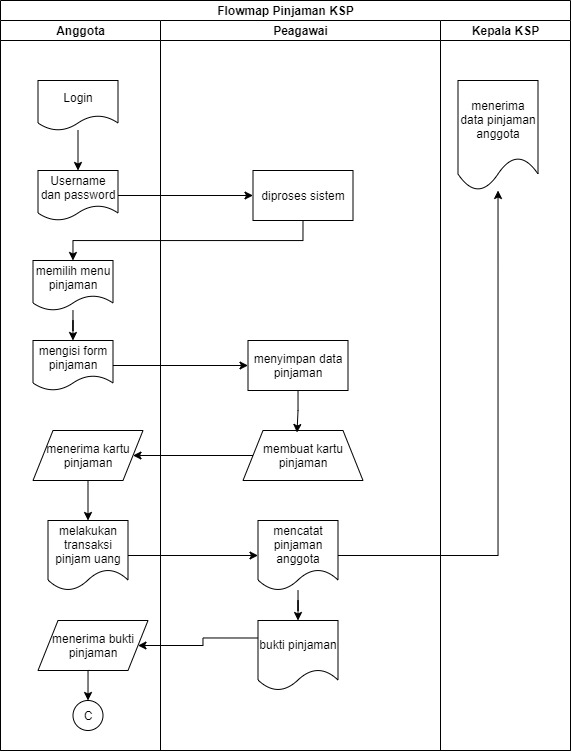 Flowmap Pinjaman KSP
Anggota
Peagawai
Kepala KSP
Login
menerima
data pinjaman
anggota
Username
dan password
diproses sistem
memilih menu
pinjaman
mengisi form
pinjaman
menyimpan data
pinjaman
menerima kartu
pinjaman
membuat kartu
pinjaman
melakukan
transaksi
pinjam uang
mencatat
pinjaman
anggota
menerima bukti
pinjaman
bukti pinjaman
C